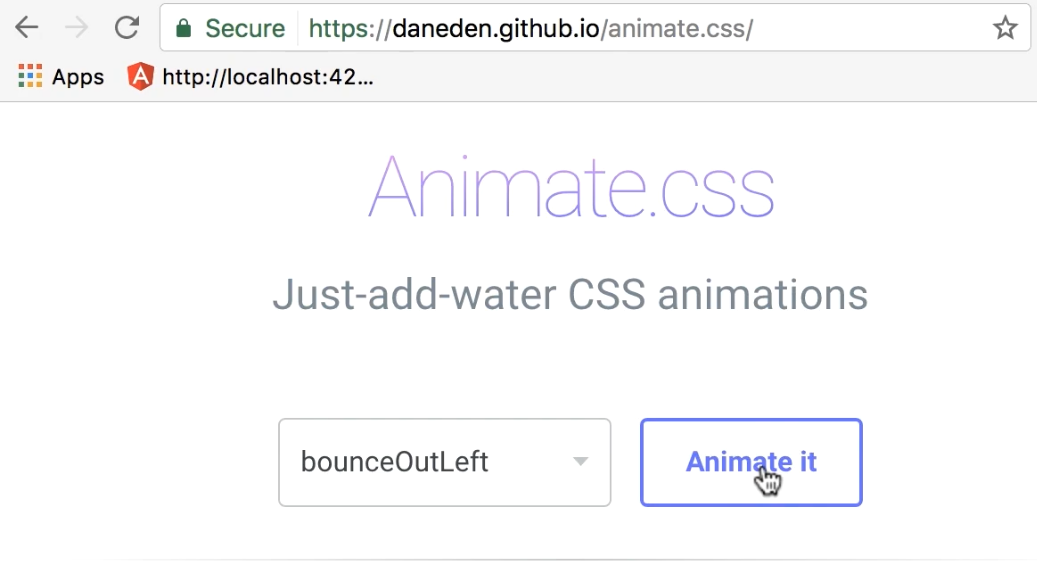 Secure https://daneden.github.io/animate.css/
Apps http://localhost:42...
Animate.css
Just-add-water CSS animations
bounceOutLeft Animate it